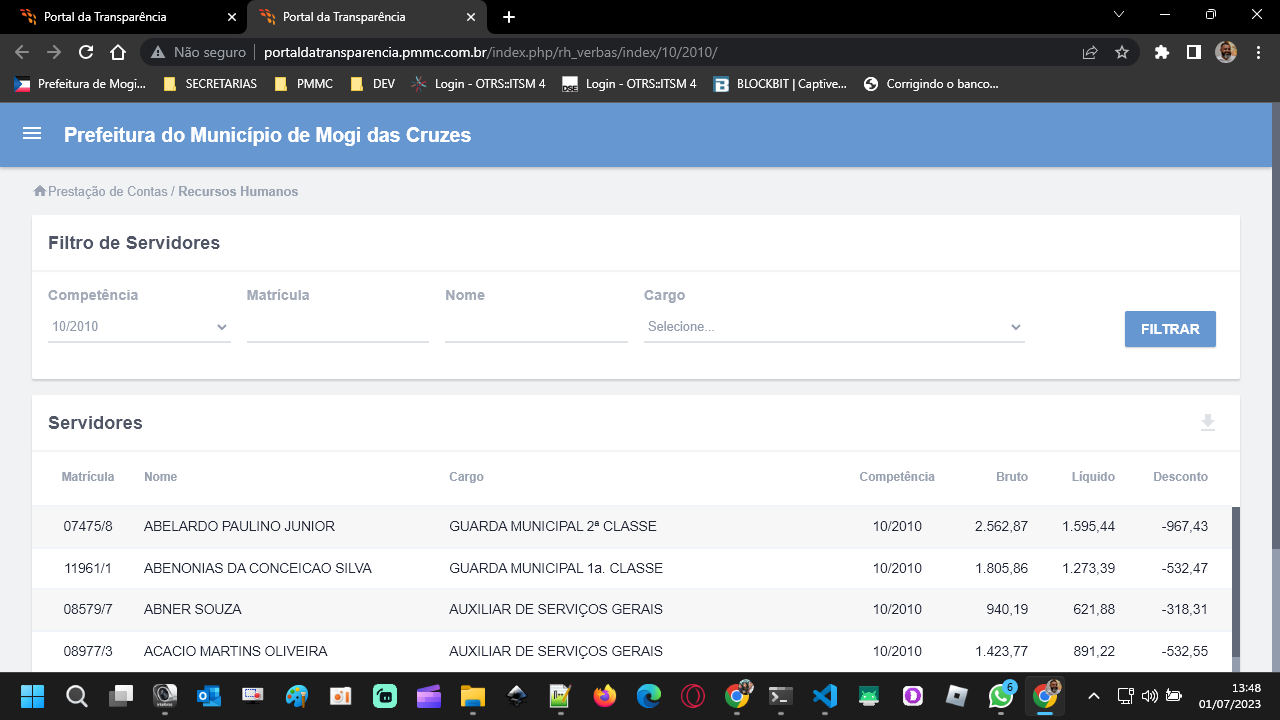 Portal da Transparência
Portal da Transparência
Não seguro portaldatransparencia.pmmc.com.br/index.php/rh_verbas/index/10/2010/
Prefeitura de Mogi... SECRETARIAS PMMC DEV Login - OTRS::ITSM 4 Login - OTRS::ITSM 4 BLOCKBIT | Captive... Corrigindo o banco...
Prefeitura do Município de Mogi das Cruzes
Prestação de Contas / Recursos Humanos
Filtro de Servidores
Competência Matrícula Nome Cargo
10/2010 Selecione... FILTRAR
Servidores
Matrícula Nome Cargo Competência Bruto Líquido Desconto
07475/8 ABELARDO PAULINO JUNIOR GUARDA MUNICIPAL 2ª CLASSE 10/2010 2.562,87 1.595,44 -967,43
11961/1 ABENONIAS DA CONCEICAO SILVA GUARDA MUNICIPAL 1a. CLASSE 10/2010 1.805,86 1.273,39 -532,47
08579/7 ABNER SOUZA AUXILIAR DE SERVIÇOS GERAIS 10/2010 940,19 621,88 -318,31
08977/3 ACACIO MARTINS OLIVEIRA AUXILIAR DE SERVIÇOS GERAIS 10/2010 1.423,77 891,22 -532,55
6
13:48
01/07/2023